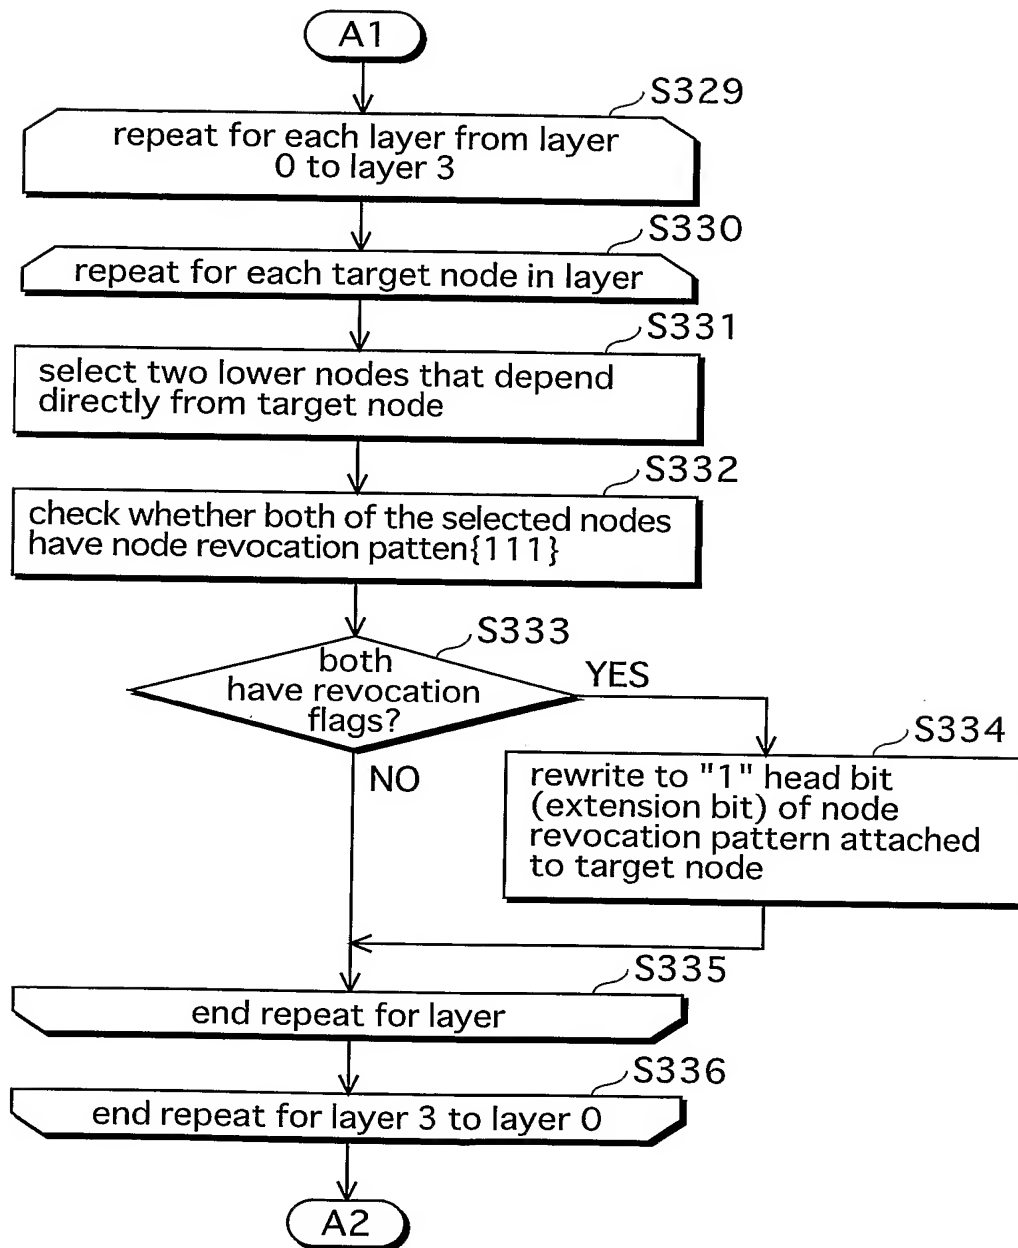 A1
S329
repeat for each layer from layer
0 to layer 3
S330
repeat for each target node in layer
S331
select two lower nodes that depend
directly from target node
S332
check whether both of the selected nodes
have node revocation patten{111}
S333
both
have revocation
flags?
YES
NO
S334
rewrite to "1" head bit
(extension bit) of node
revocation pattern attached
to target node
S335
end repeat for layer
S336
end repeat for layer 3 to layer 0
A2